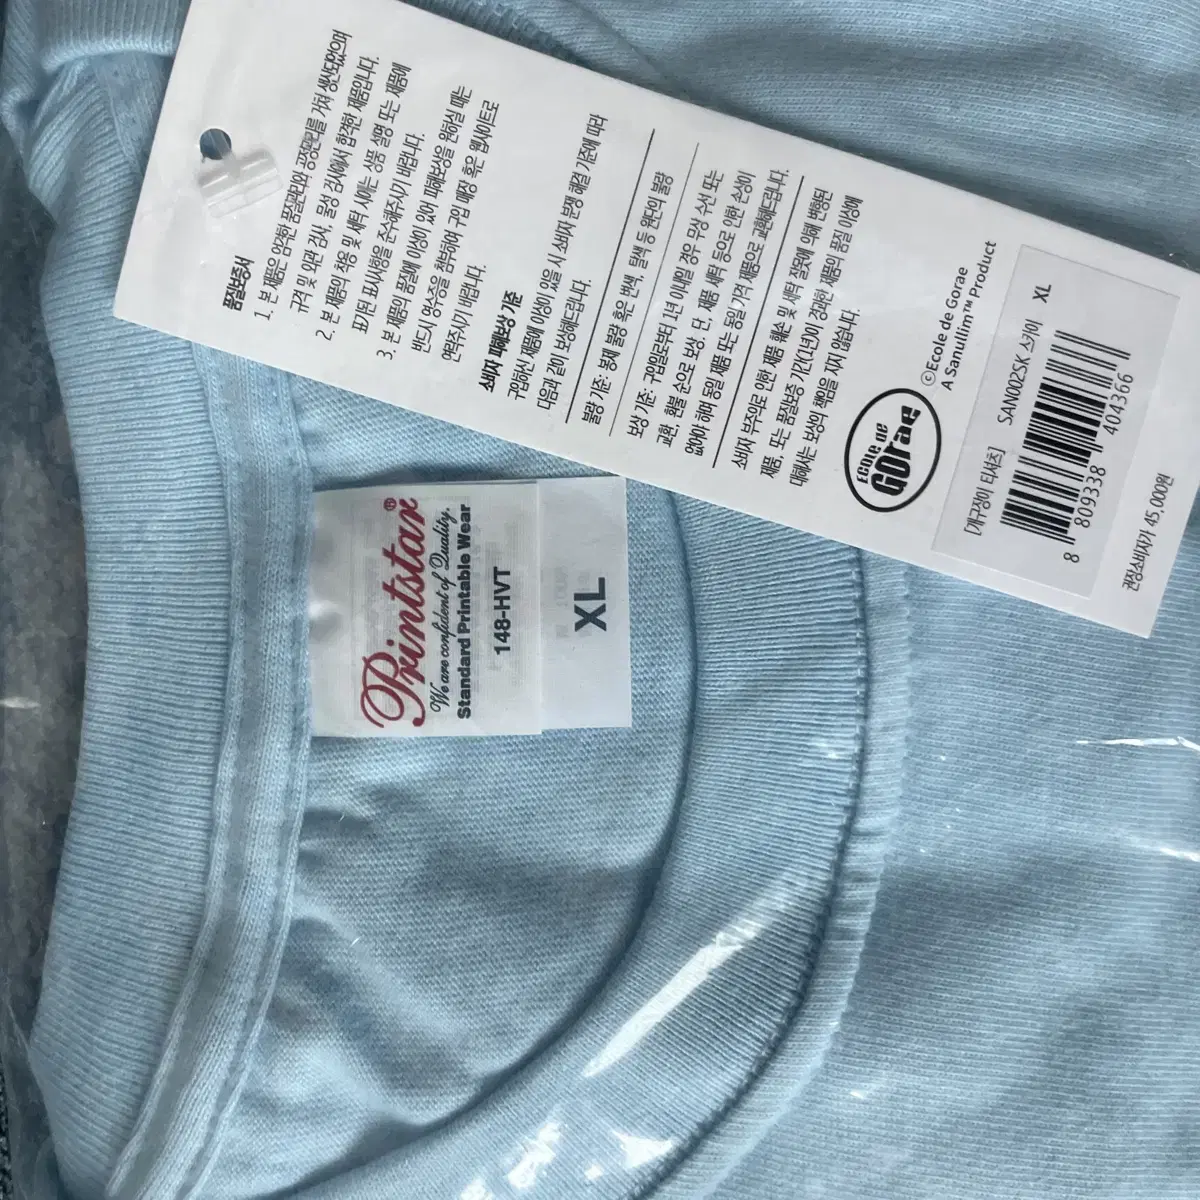 품질보증서
1. 본 제품은 엄격한 품질관리와 공정관리를 거쳐 생산되었으며
규격 및 외관 검사, 물성 검사에서 합격한 제품입니다.
2. 본 제품의 착용 및 세탁 시에는 상품 설명 또는 제품에
표기된 표시사항을 준수해주시기 바랍니다.
3. 본 제품의 품질에 이상이 있어 피해보상을 원하실 때는
반드시 영수증을 첨부하여 구입 매장 혹은 웹사이트로
연락주시기 바랍니다.
소비자 피해보상 기준
구입하신 제품에 이상이 있을 시 소비자 분쟁 해결 기준에 따라
다음과 같이 보상해드립니다.
불량 기준: 봉제 불량 혹은 변색, 탈색 등 원단의 불량
보상 기준: 구입일로부터 1년 이내일 경우 무상 수선 또는
교환, 환불 순으로 보상. 단, 제품 세탁 등으로 인한 손상이
없어야 하며 동일 제품 또는 동일 가격 제품으로 교환해드립니다.
소비자 부주의로 인한 제품 훼손 및 세탁 잘못에 의해 변형된
제품, 또는 품질보증 기간(1년)이 경과한 제품의 품질 이상에
대해서는 보상의 책임을 지지 않습니다.
Ecole de
GOrae
©Ecole de Gorae
A Sanullim™ Product
[개구쟁이 티셔츠] SAN002SK 스카이 XL
8 809338 404366
권장소비자가 45,000원
Printstar®
We are confident of Quality.
Standard Printable Wear
148-HVT
XL